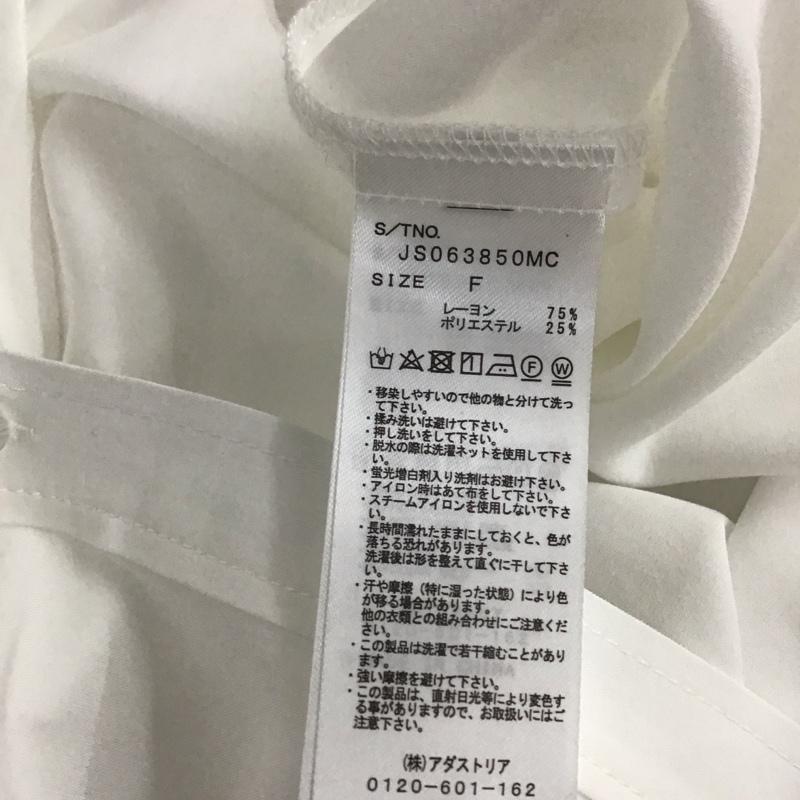 S/TNO.
JS063850MC
SIZE F
レーヨン 75%
ポリエステル 25%
F W
・移染しやすいので他の物と分けて洗っ
て下さい。
・揉み洗いは避けて下さい。
・押し洗いをして下さい。
・脱水の際は洗濯ネットを使用して下さ
い。
・蛍光増白剤入り洗剤はお避け下さい。
・アイロン時はあて布をして下さい。
・スチームアイロンを使用しないで下さ
い。
・長時間濡れたままにしておくと、色が
落ちる恐れがあります。
洗濯後は形を整えて直ぐに干して下さ
い。
・汗や摩擦（特に湿った状態）により色
が移る場合があります。
他の衣類との組み合わせにご注意くだ
さい。
・この製品は洗濯で若干縮むことがあり
ます。
・強い摩擦を避けて下さい。
・この製品は、直射日光等により変色す
る事がありますので、お取扱いにはご
注意下さい。
(株)アダストリア
0120-601-162